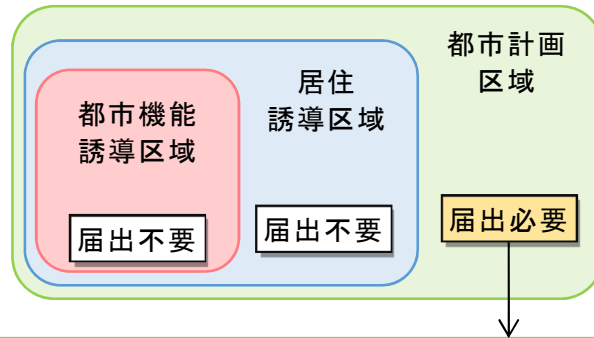 都市計画
区域
居住
誘導区域
都市機能
誘導区域
届出不要
届出不要
届出必要